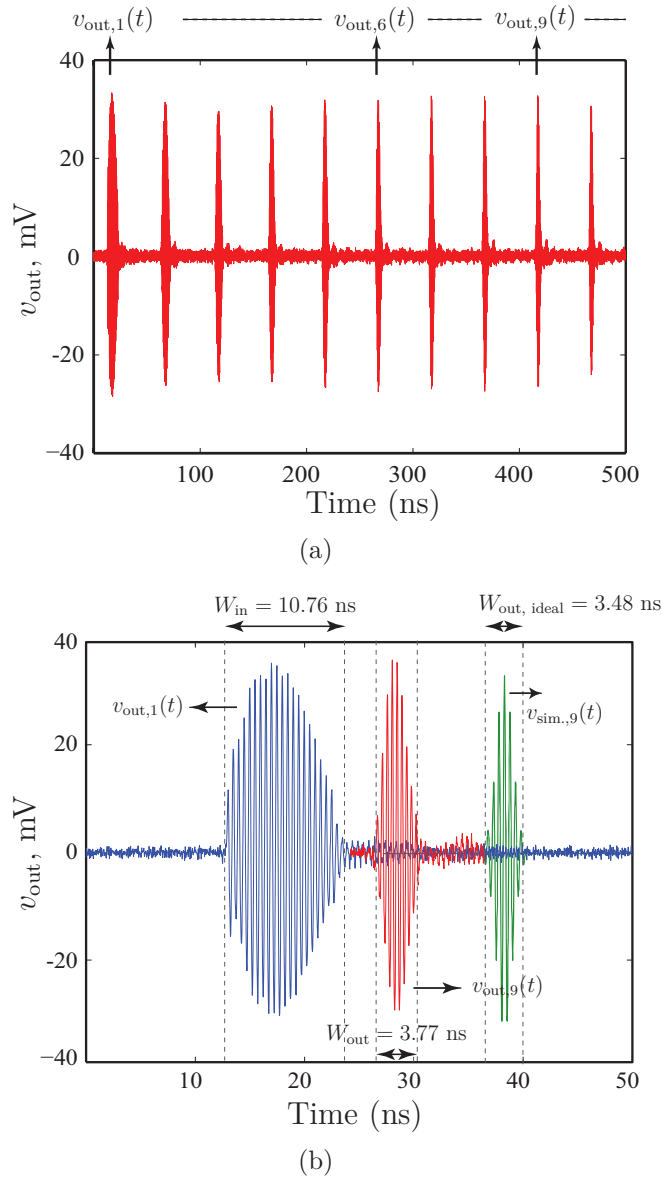 v_out,1(t) v_out,6(t) v_out,9(t)
40
20
0
-20
−40
v_out, mV
100 200 300 400 500
Time (ns)
(a)
W_in = 10.76 ns W_out, ideal = 3.48 ns
40
20
0
-20
−40
v_out, mV
v_out,1(t)
v_sim.,9(t)
v_out,9(t)
W_out = 3.77 ns
10 20 30 40 50
Time (ns)
(b)